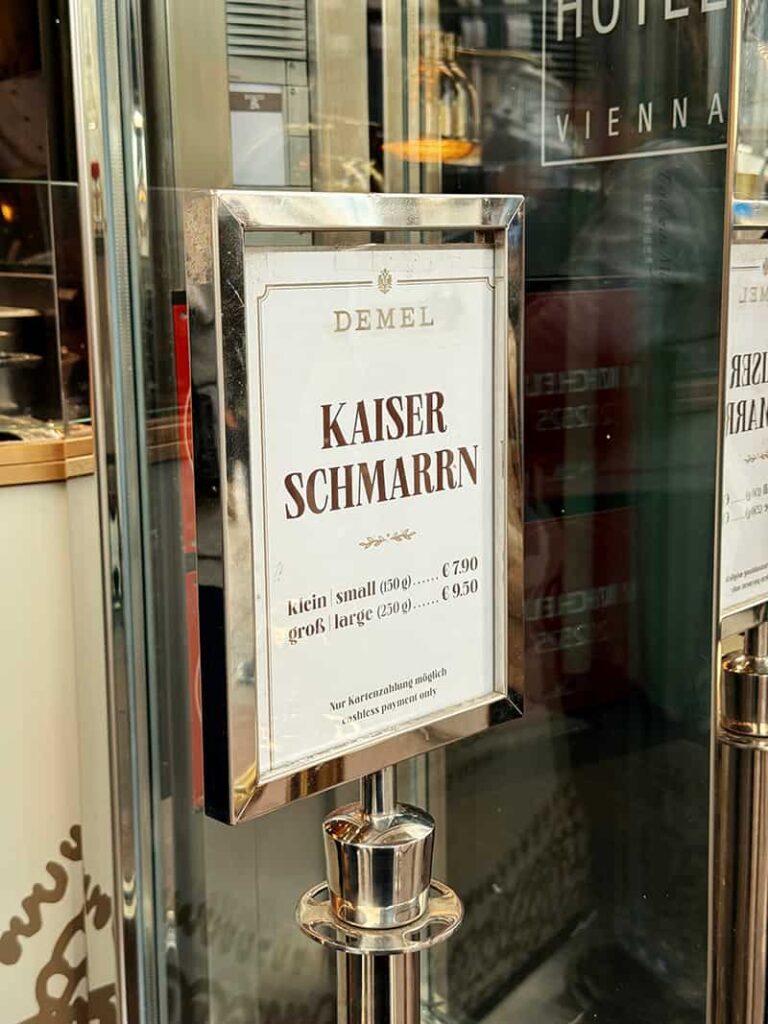 HOTEL
VIENNA
DEMEL
KAISER
SCHMARRN
klein | small (150 g)...... € 7.90
groß | large (250 g)...... € 9.50
Nur Kartenzahlung möglich
cashless payment only